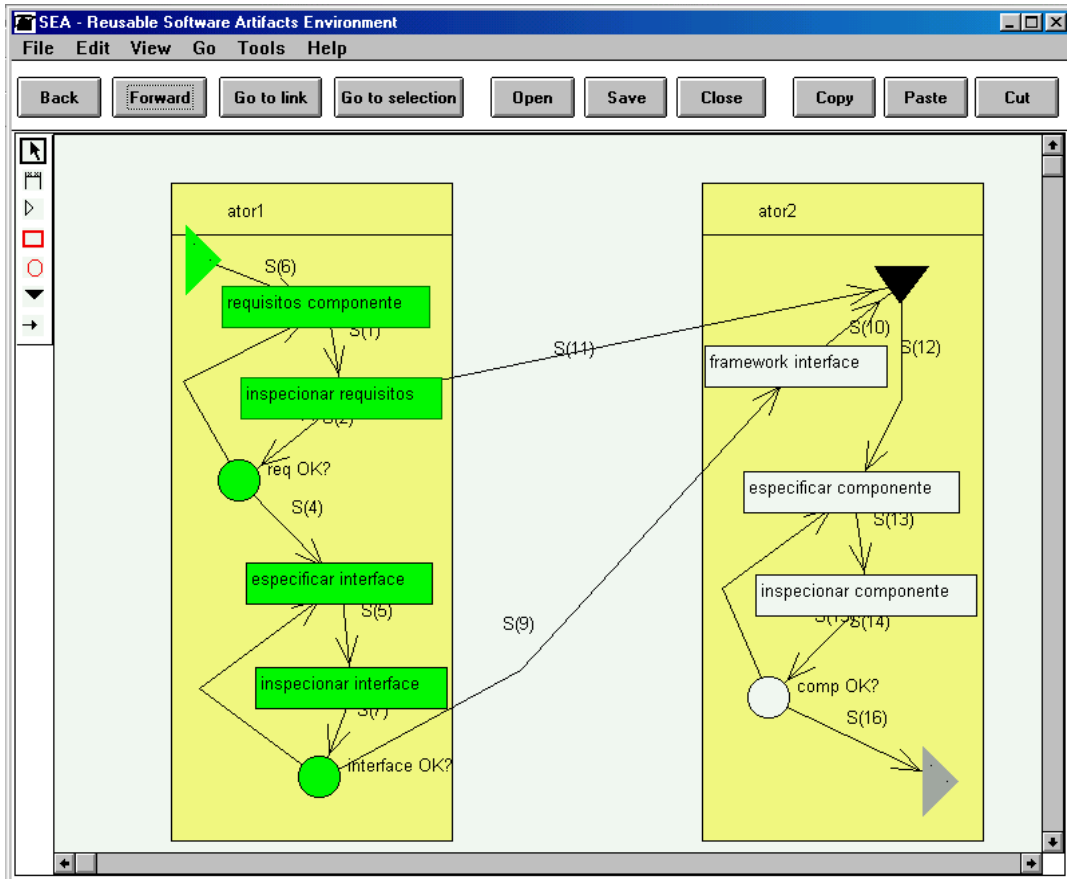 SEA - Reusable Software Artifacts Environment
File Edit View Go Tools Help
Back Forward Go to link Go to selection Open Save Close Copy Paste Cut
ator1
ator2
S(6)
requisitos componente
S(1)
S(10)
S(11)
S(12)
framework interface
inspecionar requisitos
S(2)
req OK?
especificar componente
S(4)
S(13)
especificar interface
inspecionar componente
S(5)
S(9)
S(15)
S(14)
inspecionar interface
comp OK?
S(7)
S(16)
interface OK?